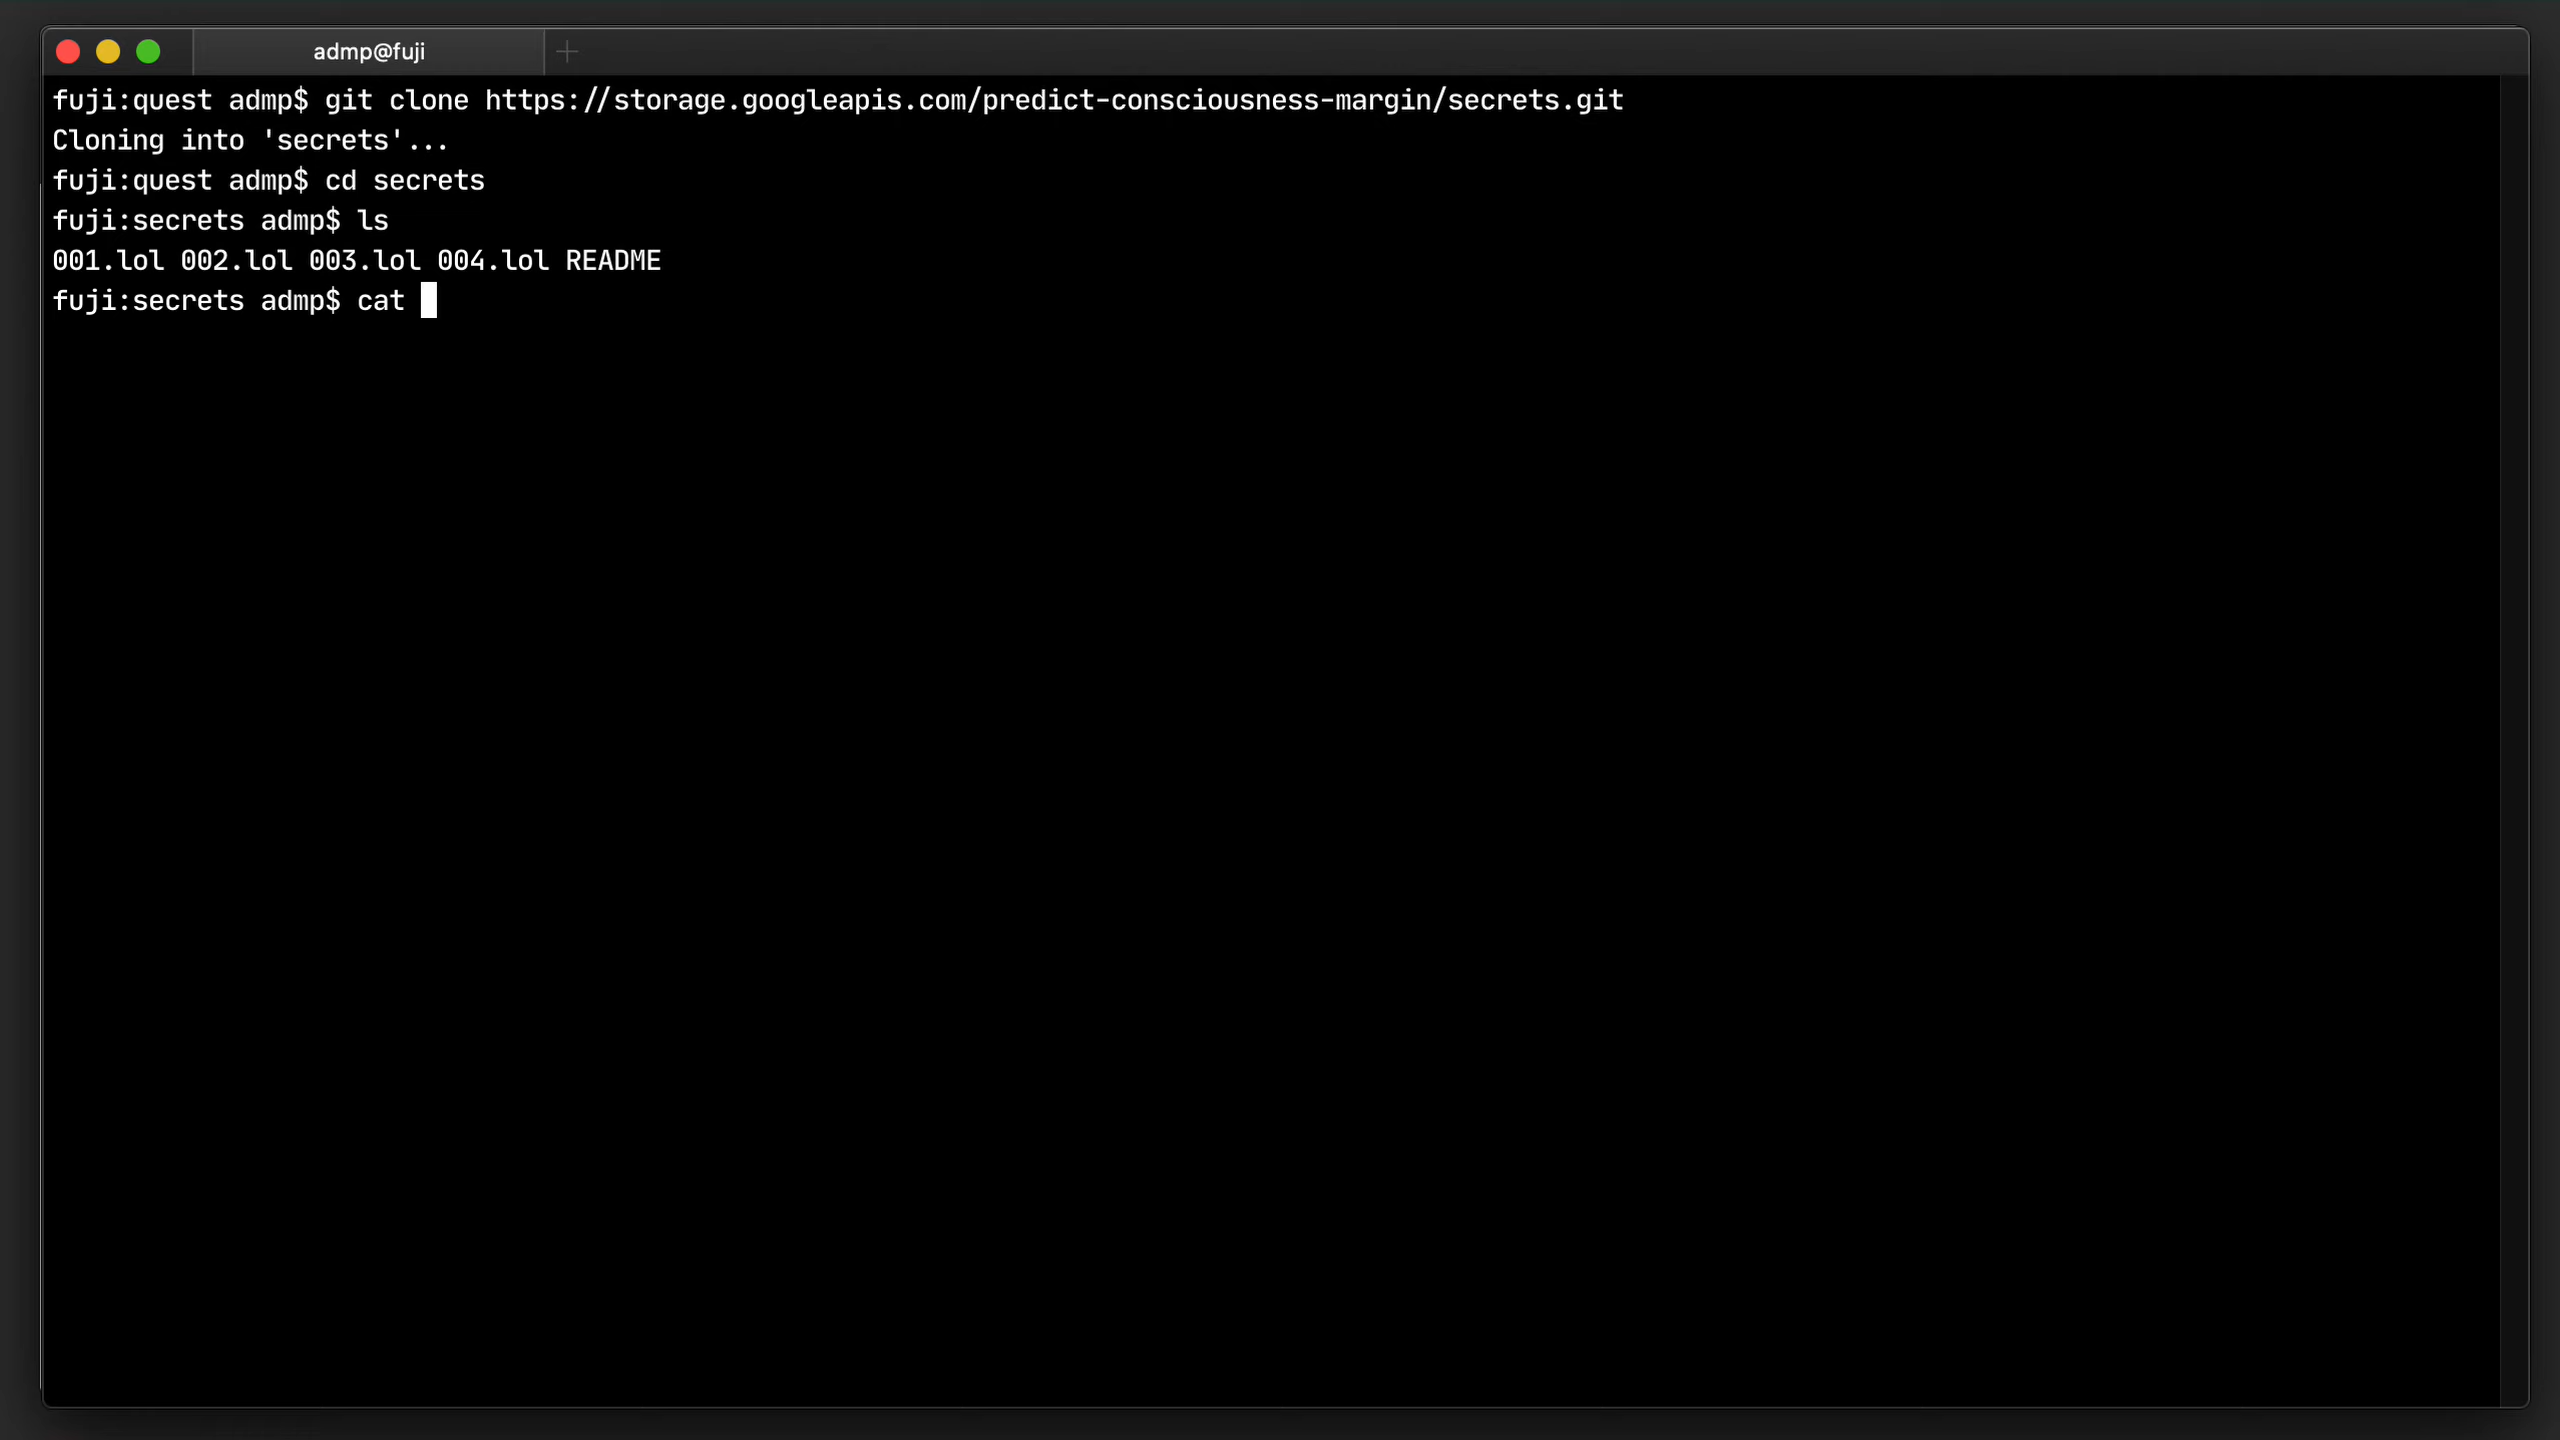 admp@fuji
fuji:quest admp$ git clone https://storage.googleapis.com/predict-consciousness-margin/secrets.git
Cloning into 'secrets'...
fuji:quest admp$ cd secrets
fuji:secrets admp$ ls
001.lol 002.lol 003.lol 004.lol README
fuji:secrets admp$ cat